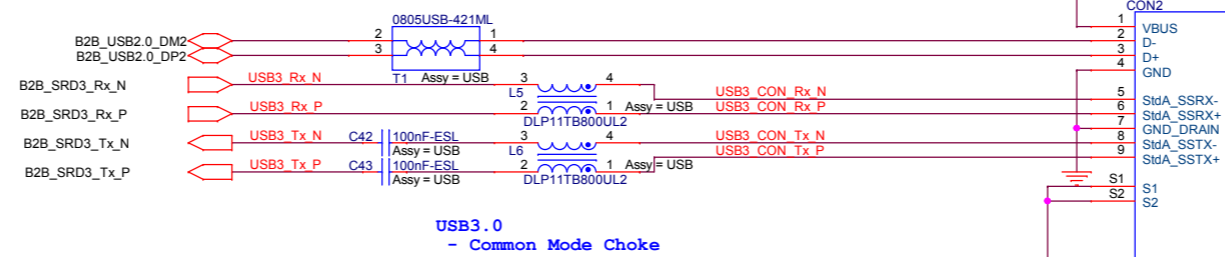 CON2
0805USB-421ML
1
VBUS
B2B_USB2.0_DM2
2
1
2
D-
B2B_USB2.0_DP2
3
4
3
D+
4
GND
T1
Assy = USB
B2B_SRD3_Rx_N
USB3_Rx_N
3
4
L5
USB3_CON_Rx_N
5
StdA_SSRX-
B2B_SRD3_Rx_P
USB3_Rx_P
2
1
Assy = USB
USB3_CON_Rx_P
6
StdA_SSRX+
DLP11TB800UL2
7
GND_DRAIN
B2B_SRD3_Tx_N
USB3_Tx_N
C42
100nF-ESL
3
4
USB3_CON_Tx_N
8
StdA_SSTX-
Assy = USB
L6
USB3_CON_Tx_P
9
StdA_SSTX+
B2B_SRD3_Tx_P
USB3_Tx_P
C43
100nF-ESL
2
1
Assy = USB
Assy = USB
DLP11TB800UL2
S1
S1
S2
S2
USB3.0
- Common Mode Choke